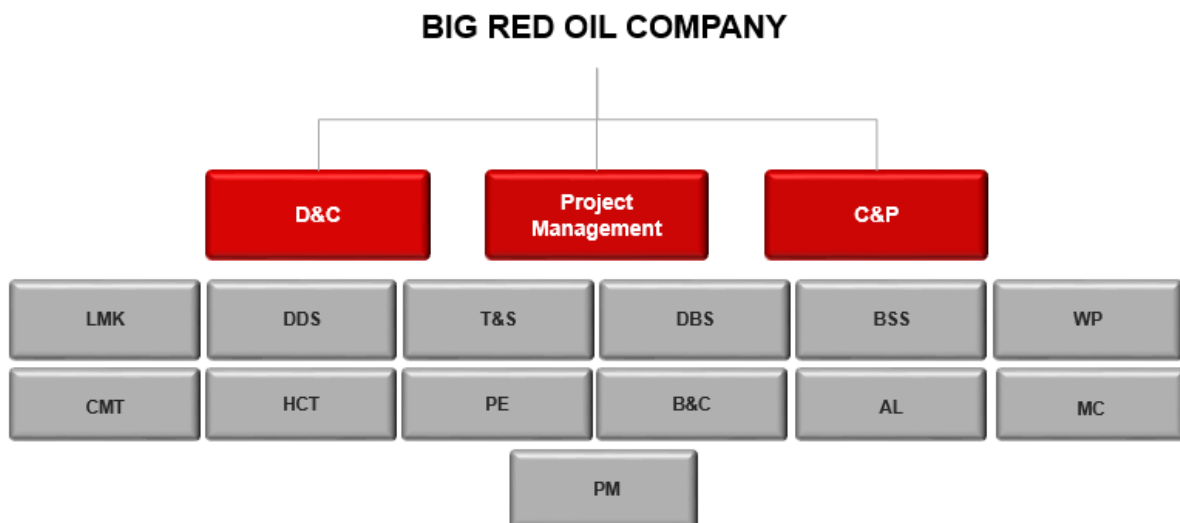 BIG RED OIL COMPANY
D&C
Project
Management
C&P
LMK
DDS
T&S
DBS
BSS
WP
CMT
HCT
PE
B&C
AL
MC
PM